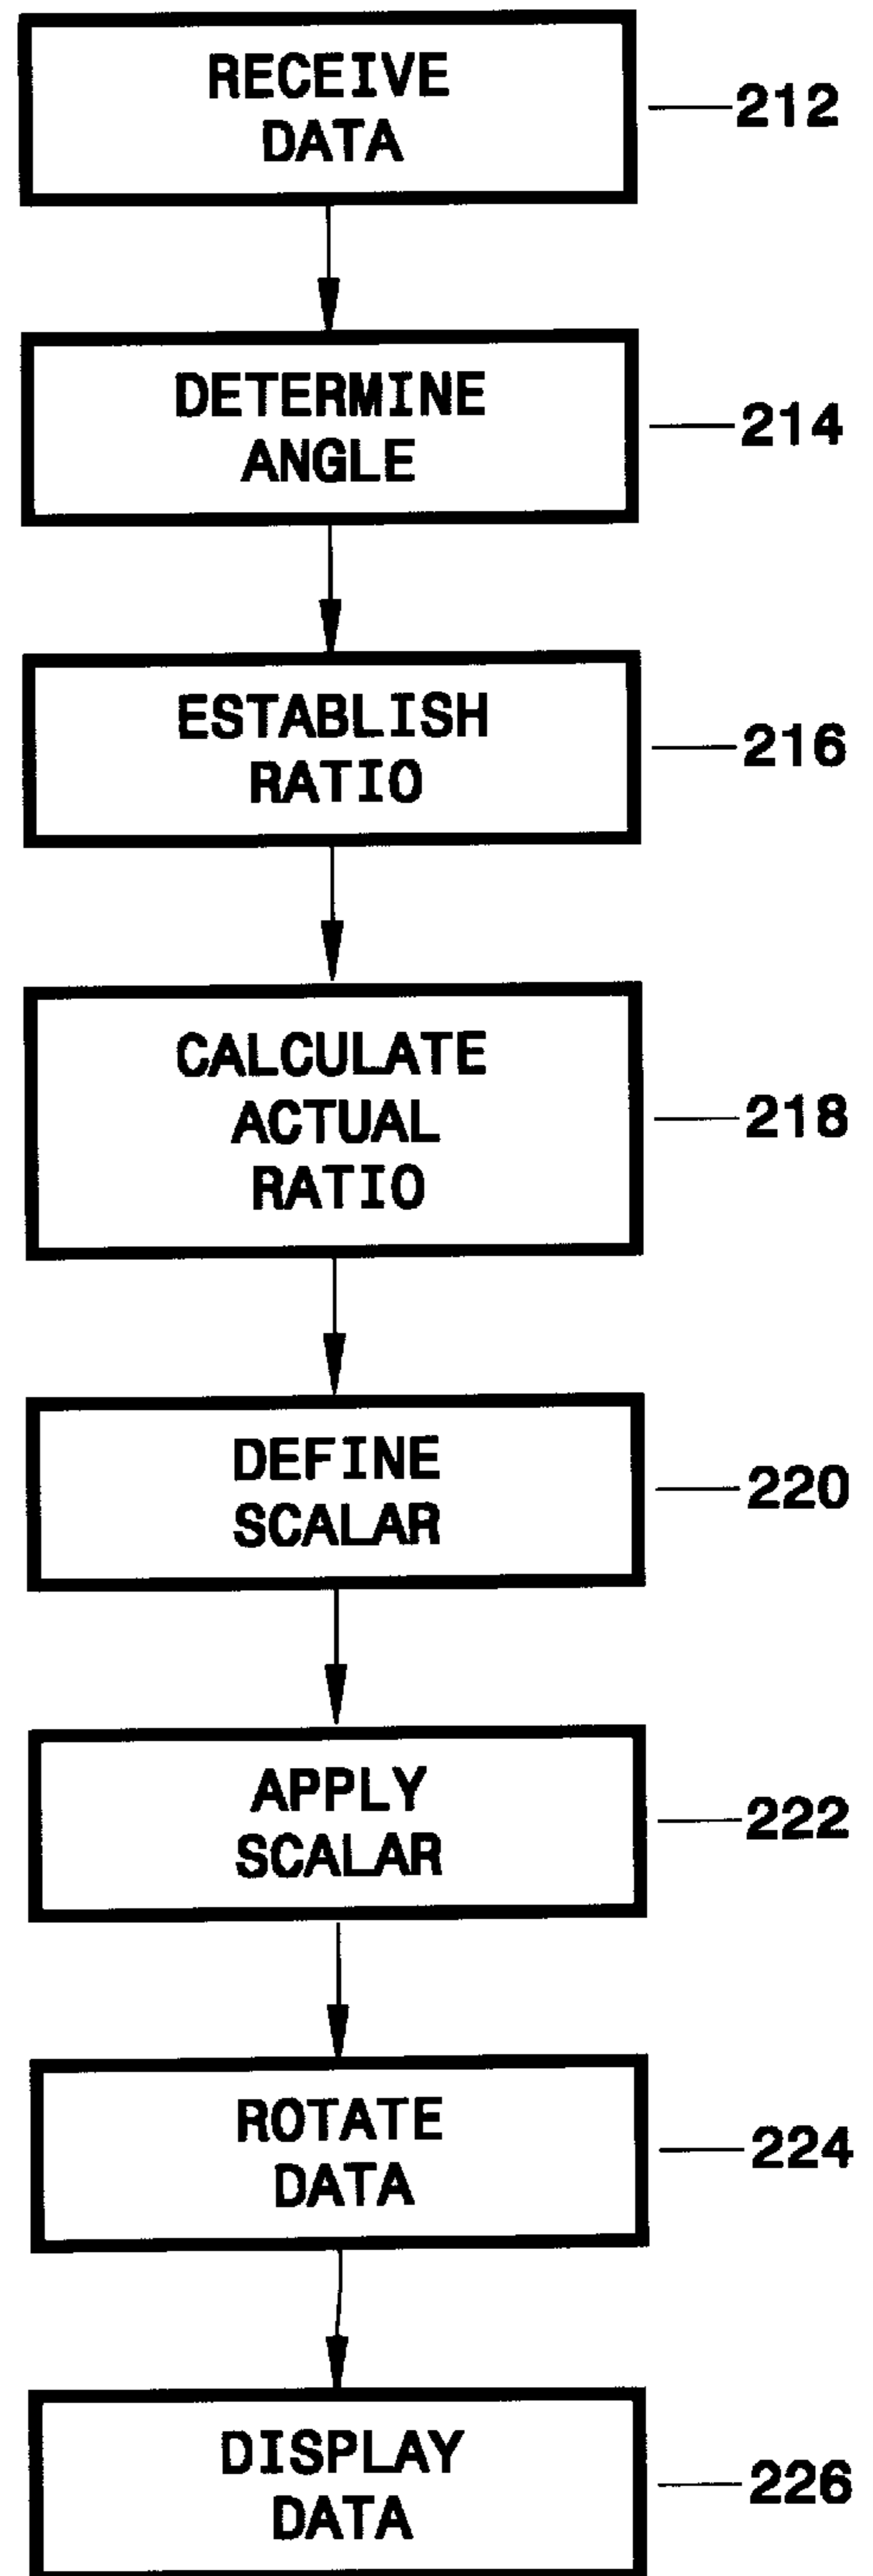 RECEIVE
DATA
212
DETERMINE
ANGLE
214
ESTABLISH
RATIO
216
CALCULATE
ACTUAL
RATIO
218
DEFINE
SCALAR
220
APPLY
SCALAR
222
ROTATE
DATA
224
DISPLAY
DATA
226